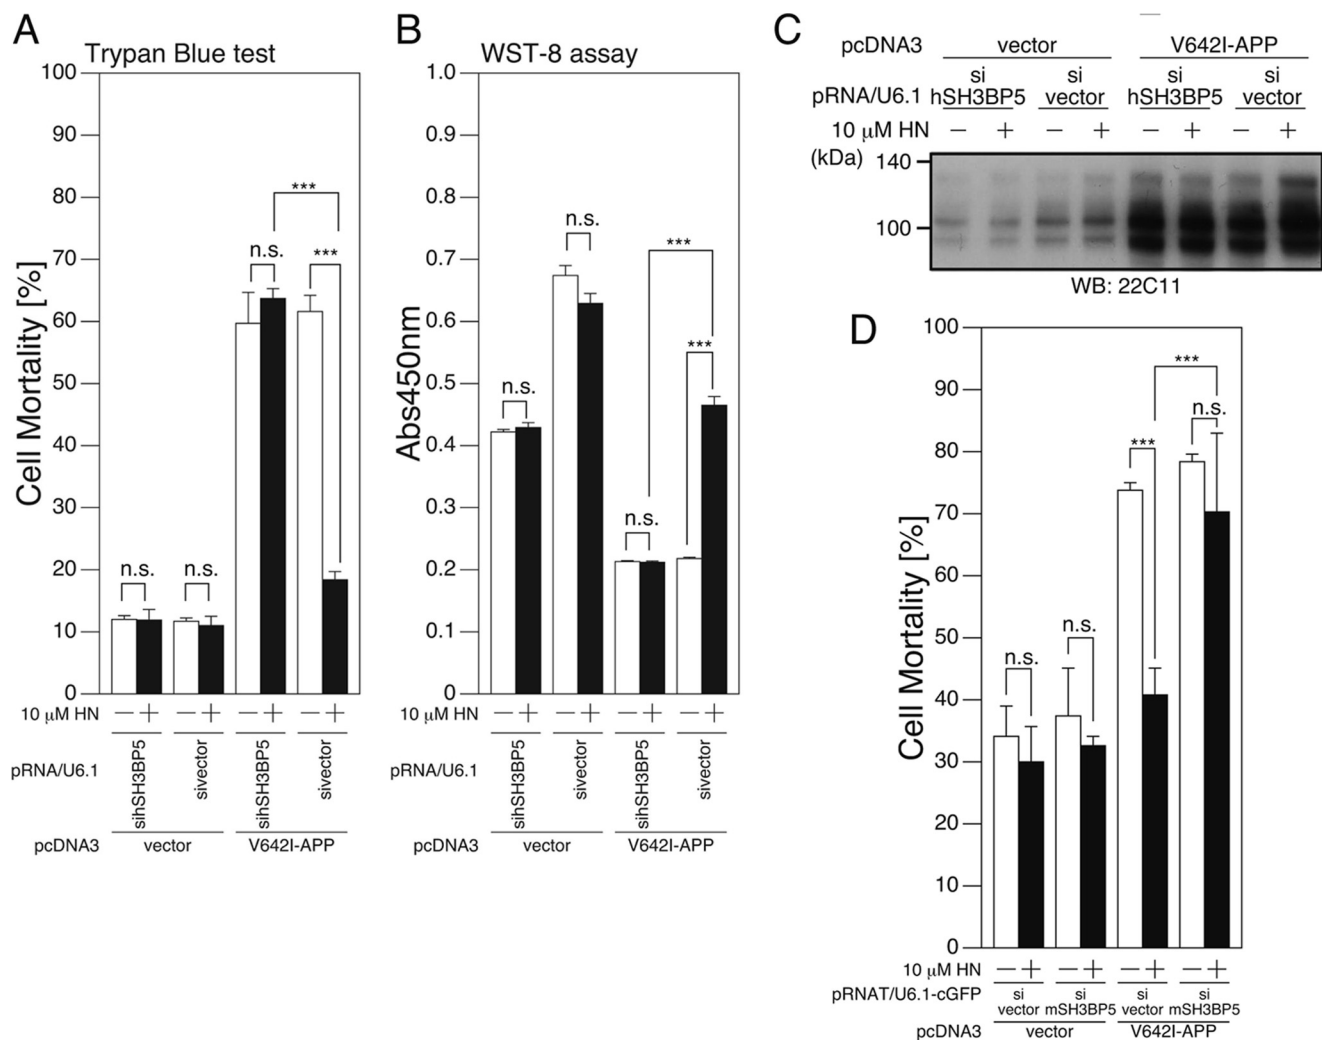 A
Trypan Blue test
Cell Mortality [%]
100
90
80
70
60
50
40
30
20
10
0
n.s.
n.s.
n.s.
***
***
10 μM HN
— + — + — + — +
pRNA/U6.1
sihSH3BP5
sivector
sihSH3BP5
sivector
pcDNA3
vector
V642I-APP
B
WST-8 assay
Abs450nm
1.0
0.9
0.8
0.7
0.6
0.5
0.4
0.3
0.2
0.1
0
n.s.
n.s.
n.s.
***
***
10 μM HN
— + — + — + — +
pRNA/U6.1
sihSH3BP5
sivector
sihSH3BP5
sivector
pcDNA3
vector
V642I-APP
C
pcDNA3 vector V642I-APP
si si si si
pRNA/U6.1 hSH3BP5 vector hSH3BP5 vector
10 μM HN — + — + — + — +
(kDa)
140
100
WB: 22C11
D
Cell Mortality [%]
100
90
80
70
60
50
40
30
20
10
0
n.s.
n.s.
***
n.s.
***
10 μM HN — + — + — + — +
pRNAT/U6.1-cGFP si si si si
vector mSH3BP5 vector mSH3BP5
pcDNA3 vector V642I-APP